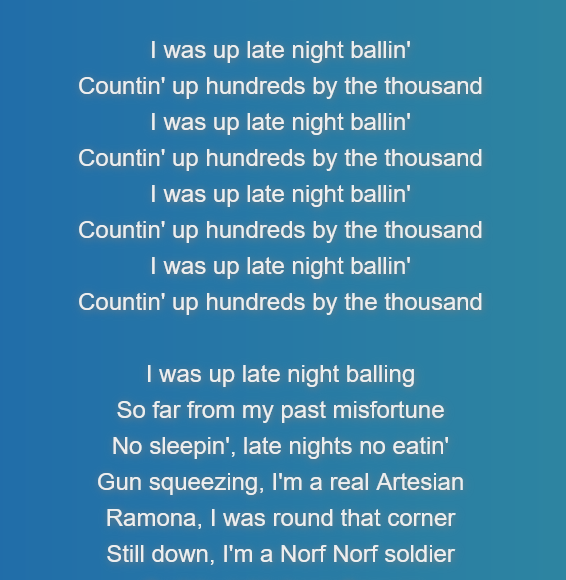 I was up late night ballin'
Countin' up hundreds by the thousand
I was up late night ballin'
Countin' up hundreds by the thousand
I was up late night ballin'
Countin' up hundreds by the thousand
I was up late night ballin'
Countin' up hundreds by the thousand
I was up late night balling
So far from my past misfortune
No sleepin', late nights no eatin'
Gun squeezing, I'm a real Artesian
Ramona, I was round that corner
Still down, I'm a Norf Norf soldier